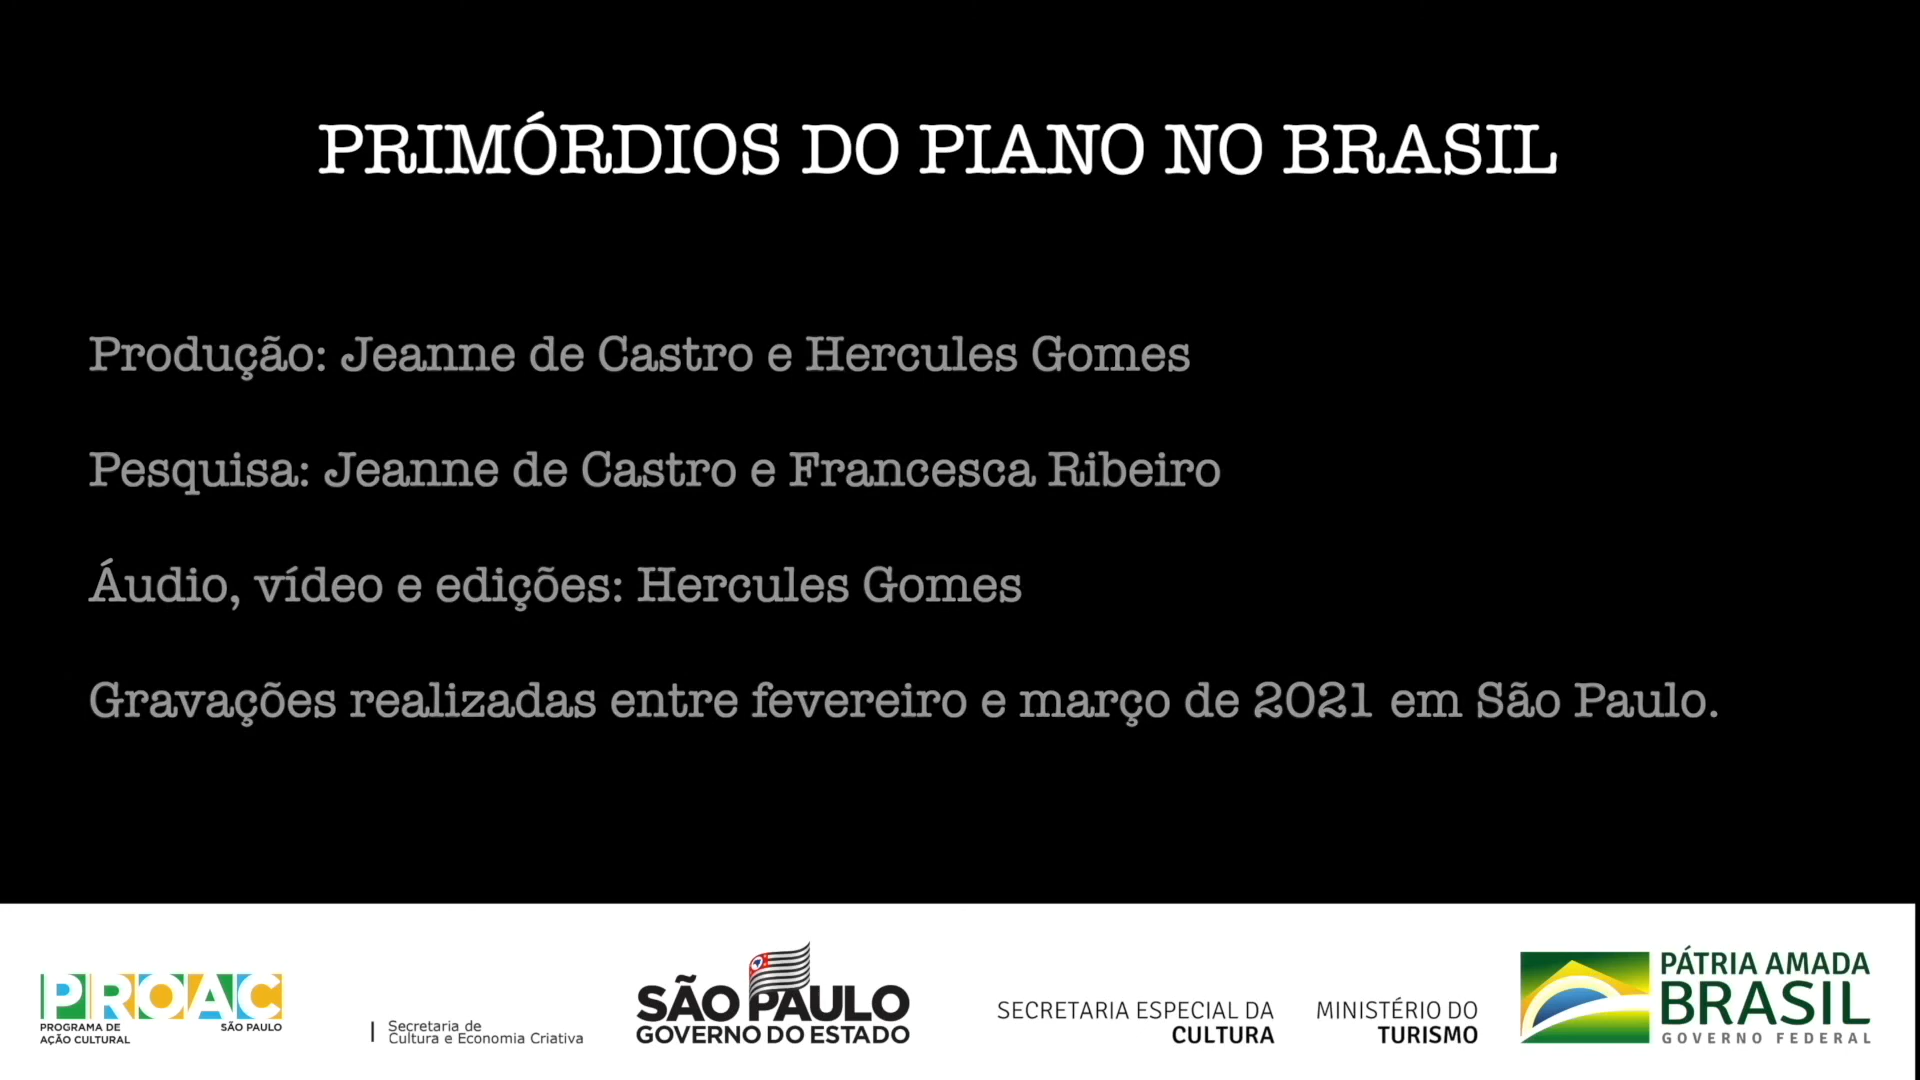 PRIMÓRDIOS DO PIANO NO BRASIL
Produção: Jeanne de Castro e Hercules Gomes
Pesquisa: Jeanne de Castro e Francesca Ribeiro
Áudio, vídeo e edições: Hercules Gomes
Gravações realizadas entre fevereiro e março de 2021 em São Paulo.
PROAC
PROGRAMA DE
AÇÃO CULTURAL
SÃO PAULO
Secretaria de
Cultura e Economia Criativa
SÃO PAULO
GOVERNO DO ESTADO
SECRETARIA ESPECIAL DA
CULTURA
MINISTÉRIO DO
TURISMO
PÁTRIA AMADA
BRASIL
GOVERNO FEDERAL